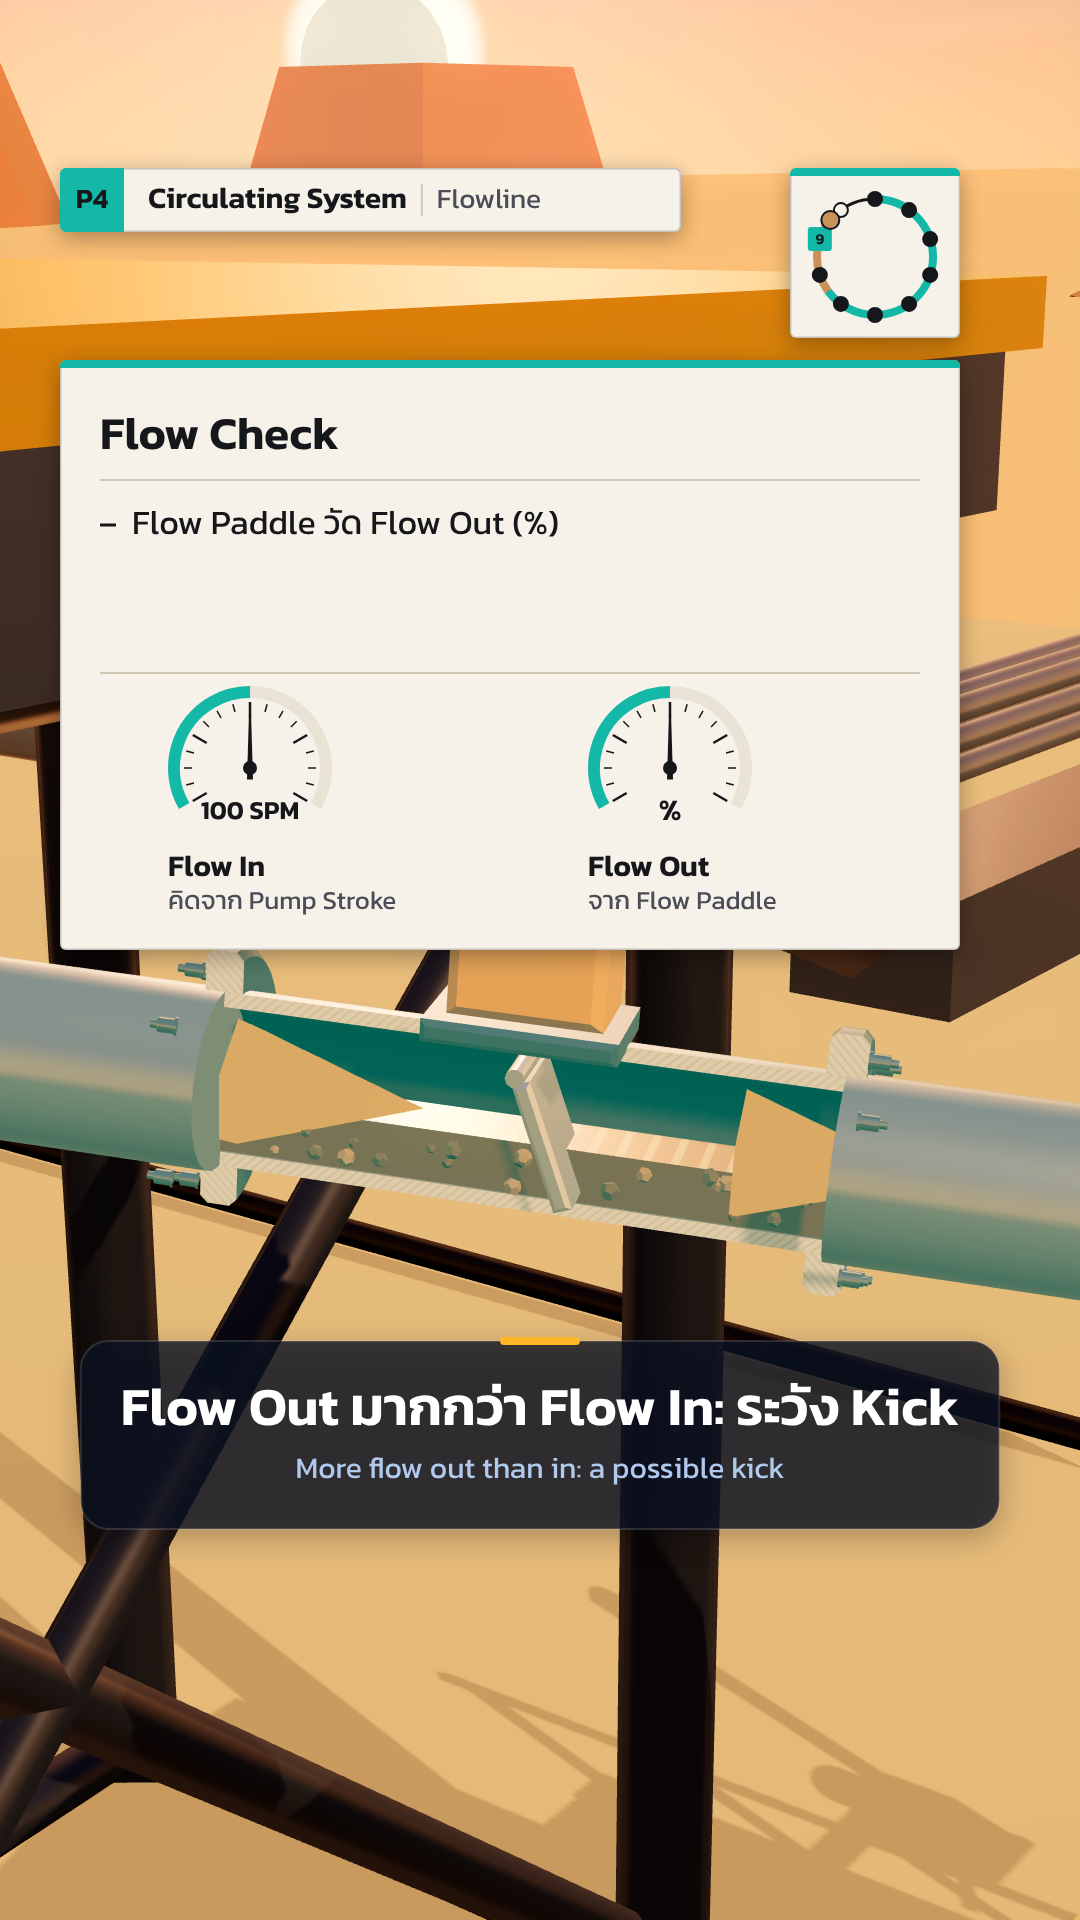 P4 Circulating System | Flowline
9
Flow Check
– Flow Paddle วัด Flow Out (%)
100 SPM
%
Flow In
คิดจาก Pump Stroke
Flow Out
จาก Flow Paddle
Flow Out มากกว่า Flow In: ระวัง Kick
More flow out than in: a possible kick